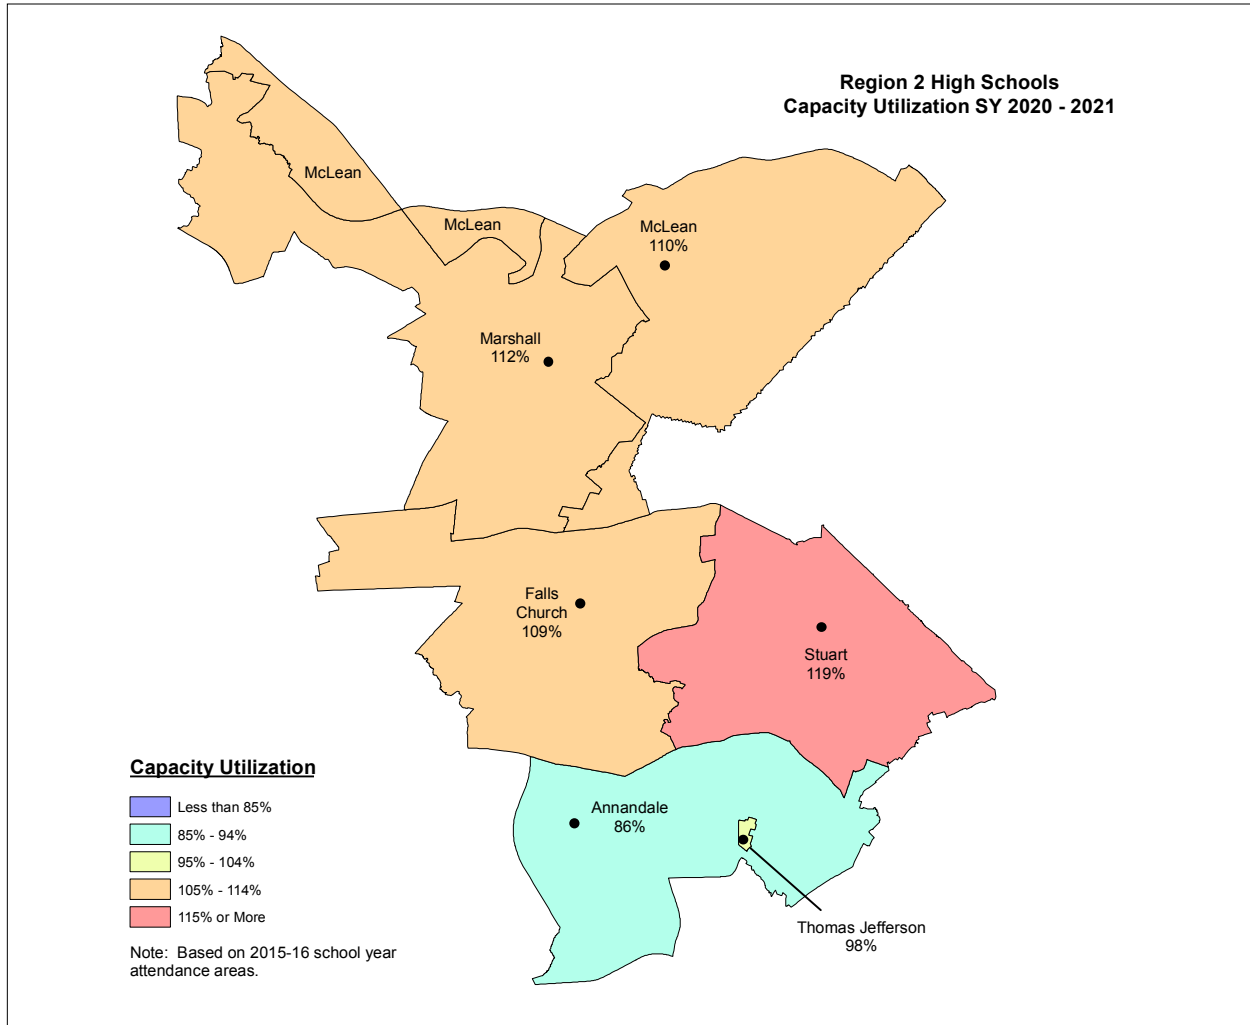 Region 2 High Schools
Capacity Utilization SY 2020 - 2021
McLean
McLean
McLean
110%
Marshall
112%
Falls
Church
109%
Stuart
119%
Annandale
86%
Thomas Jefferson
98%
Capacity Utilization
Less than 85%
85% - 94%
95% - 104%
105% - 114%
115% or More
Note:  Based on 2015-16 school year
attendance areas.